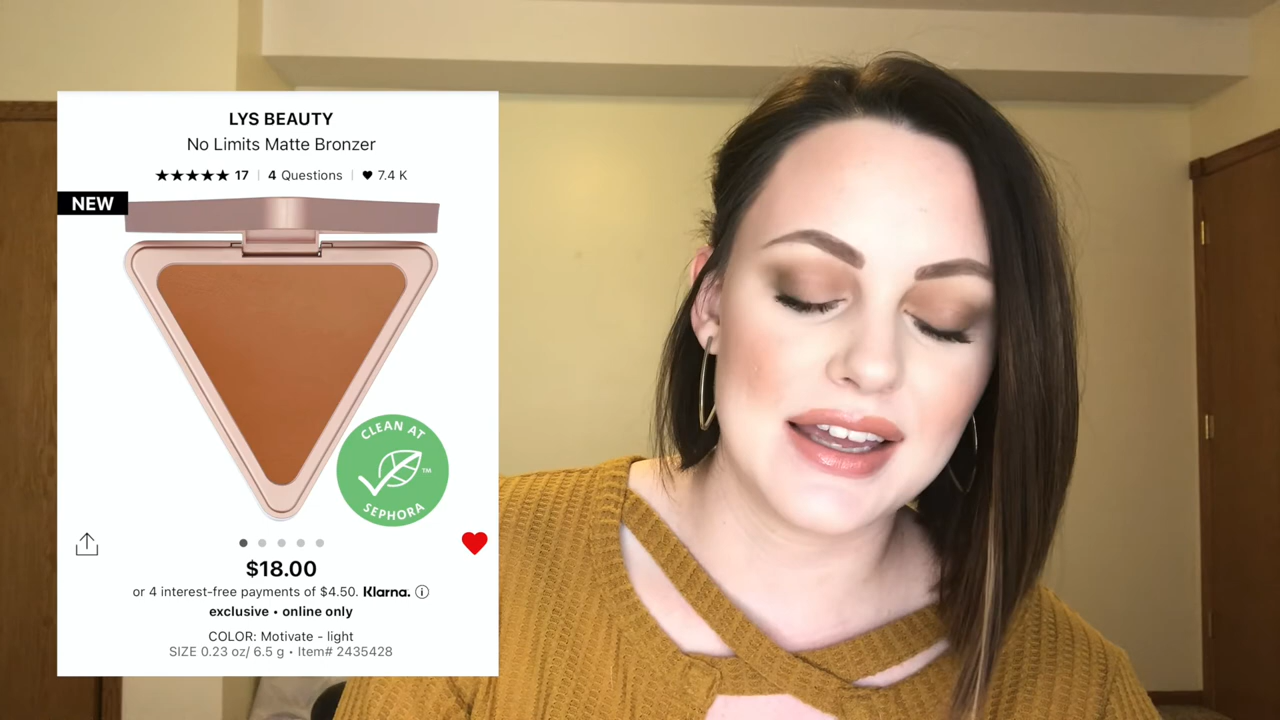 LYS BEAUTY
No Limits Matte Bronzer
★★★★★ 17 | 4 Questions | ♥ 7.4 K
NEW
CLEAN AT
SEPHORA
$18.00
or 4 interest-free payments of $4.50. Klarna. ⓘ
exclusive • online only
COLOR: Motivate - light
SIZE 0.23 oz/ 6.5 g • Item# 2435428